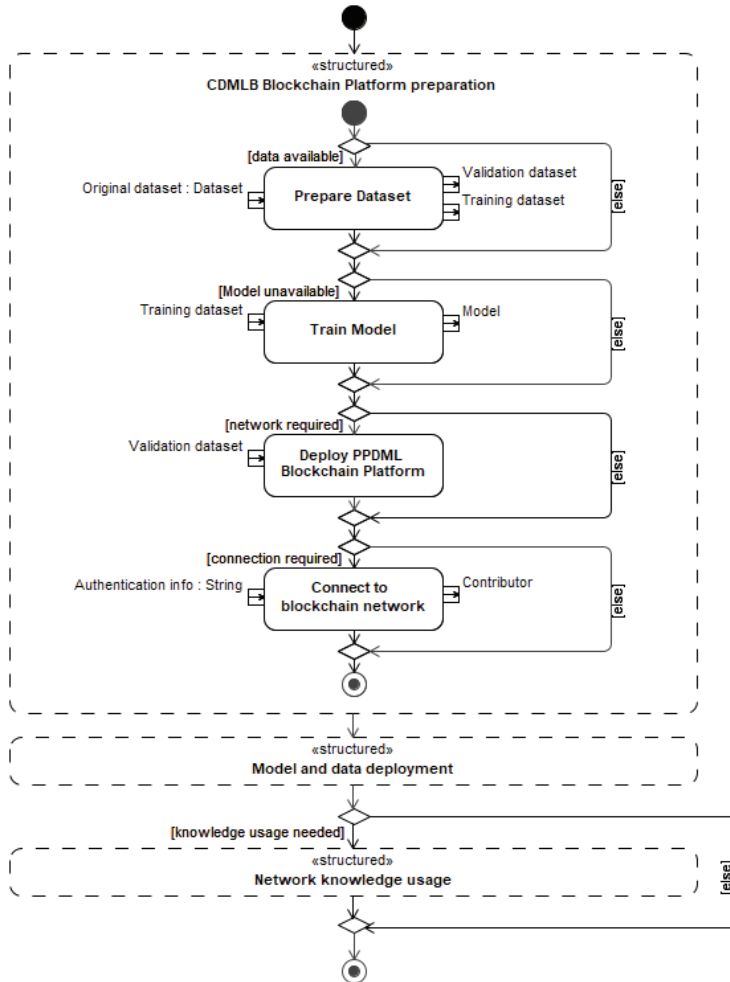 «structured»
CDMLB Blockchain Platform preparation
[data available]
Original dataset : Dataset
Prepare Dataset
Validation dataset
Training dataset
[else]
[Model unavailable]
Training dataset
Train Model
Model
[else]
[network required]
Validation dataset
Deploy PPDML
Blockchain Platform
[else]
[connection required]
Authentication info : String
Connect to
blockchain network
Contributor
[else]
«structured»
Model and data deployment
[knowledge usage needed]
«structured»
Network knowledge usage
[else]